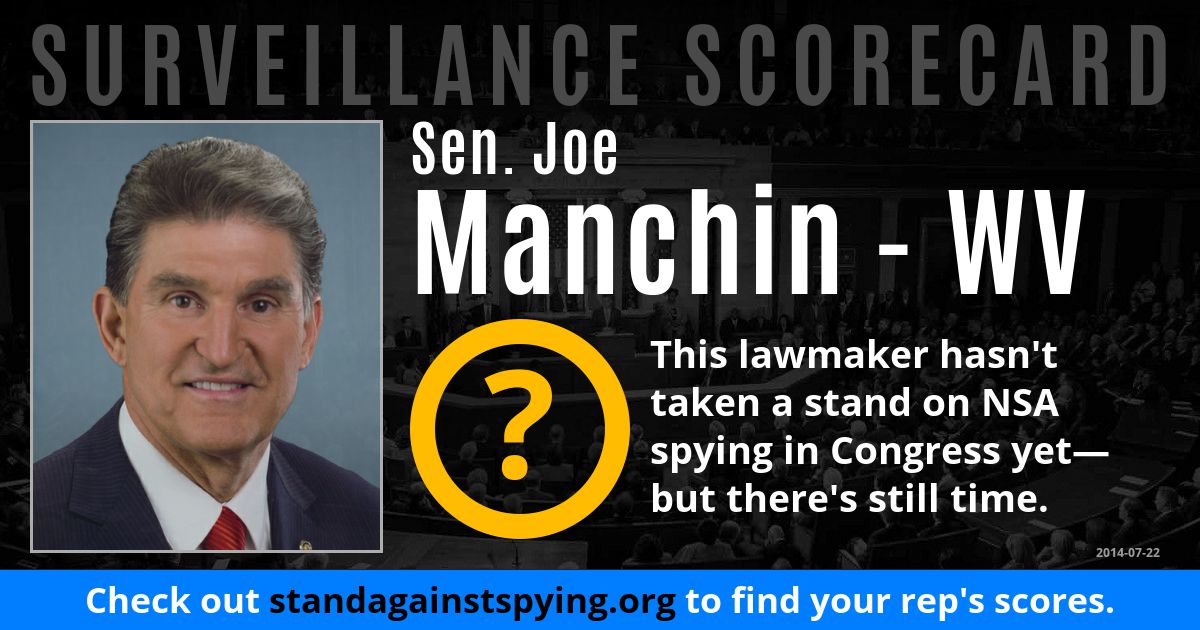 SURVEILLANCE SCORECARD
Sen. Joe
Manchin - WV
?
This lawmaker hasn't
taken a stand on NSA
spying in Congress yet—
but there's still time.
2014-07-22
Check out standagainstspying.org to find your rep's scores.